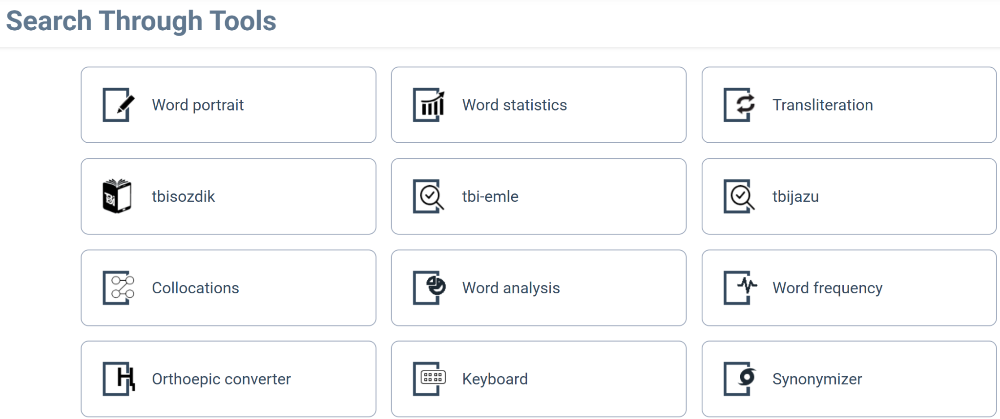 Search Through Tools
Word portrait
Word statistics
Transliteration
Bi
tbisozdik
tbi-emle
tbijazu
Collocations
Word analysis
Word frequency
Ң
Orthoepic converter
Keyboard
Synonymizer